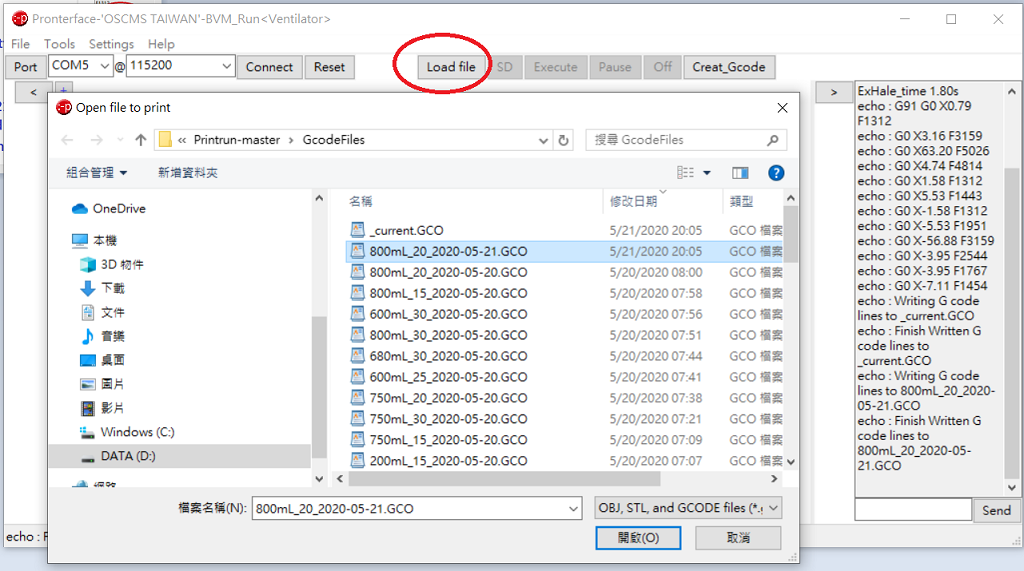 Pronterface-'OSCMS TAIWAN'-BVM_Run<Ventilator>
File Tools Settings Help
Port COM5 @ 115200 Connect Reset Load file SD Execute Pause Off Creat_Gcode
< + >
Open file to print
« Printrun-master > GcodeFiles 搜尋 GcodeFiles
組合管理 新增資料夾
OneDrive
本機
3D 物件
下載
文件
音樂
桌面
圖片
影片
Windows (C:)
DATA (D:)
網路
名稱 修改日期 類型
_current.GCO 5/21/2020 20:05 GCO 檔案
800mL_20_2020-05-21.GCO 5/21/2020 20:05 GCO 檔案
800mL_20_2020-05-20.GCO 5/20/2020 08:00 GCO 檔案
800mL_15_2020-05-20.GCO 5/20/2020 07:58 GCO 檔案
600mL_30_2020-05-20.GCO 5/20/2020 07:56 GCO 檔案
800mL_30_2020-05-20.GCO 5/20/2020 07:51 GCO 檔案
680mL_30_2020-05-20.GCO 5/20/2020 07:44 GCO 檔案
600mL_25_2020-05-20.GCO 5/20/2020 07:41 GCO 檔案
750mL_20_2020-05-20.GCO 5/20/2020 07:38 GCO 檔案
750mL_30_2020-05-20.GCO 5/20/2020 07:21 GCO 檔案
750mL_15_2020-05-20.GCO 5/20/2020 07:09 GCO 檔案
200mL_15_2020-05-20.GCO 5/20/2020 07:07 GCO 檔案
檔案名稱(N): 800mL_20_2020-05-21.GCO OBJ, STL, and GCODE files (*.g
開啟(O) 取消
ExHale_time 1.80s
echo : G91 G0 X0.79
F1312
echo : G0 X3.16 F3159
echo : G0 X63.20 F5026
echo : G0 X4.74 F4814
echo : G0 X1.58 F1312
echo : G0 X5.53 F1443
echo : G0 X-1.58 F1312
echo : G0 X-5.53 F1951
echo : G0 X-56.88 F3159
echo : G0 X-3.95 F2544
echo : G0 X-3.95 F1767
echo : G0 X-7.11 F1454
echo : Writing G code
lines to _current.GCO
echo : Finish Written G
code lines to
_current.GCO
echo : Writing G code
lines to 800mL_20_2020-
05-21.GCO
echo : Finish Written G
code lines to
800mL_20_2020-05-
21.GCO
Send
echo : F